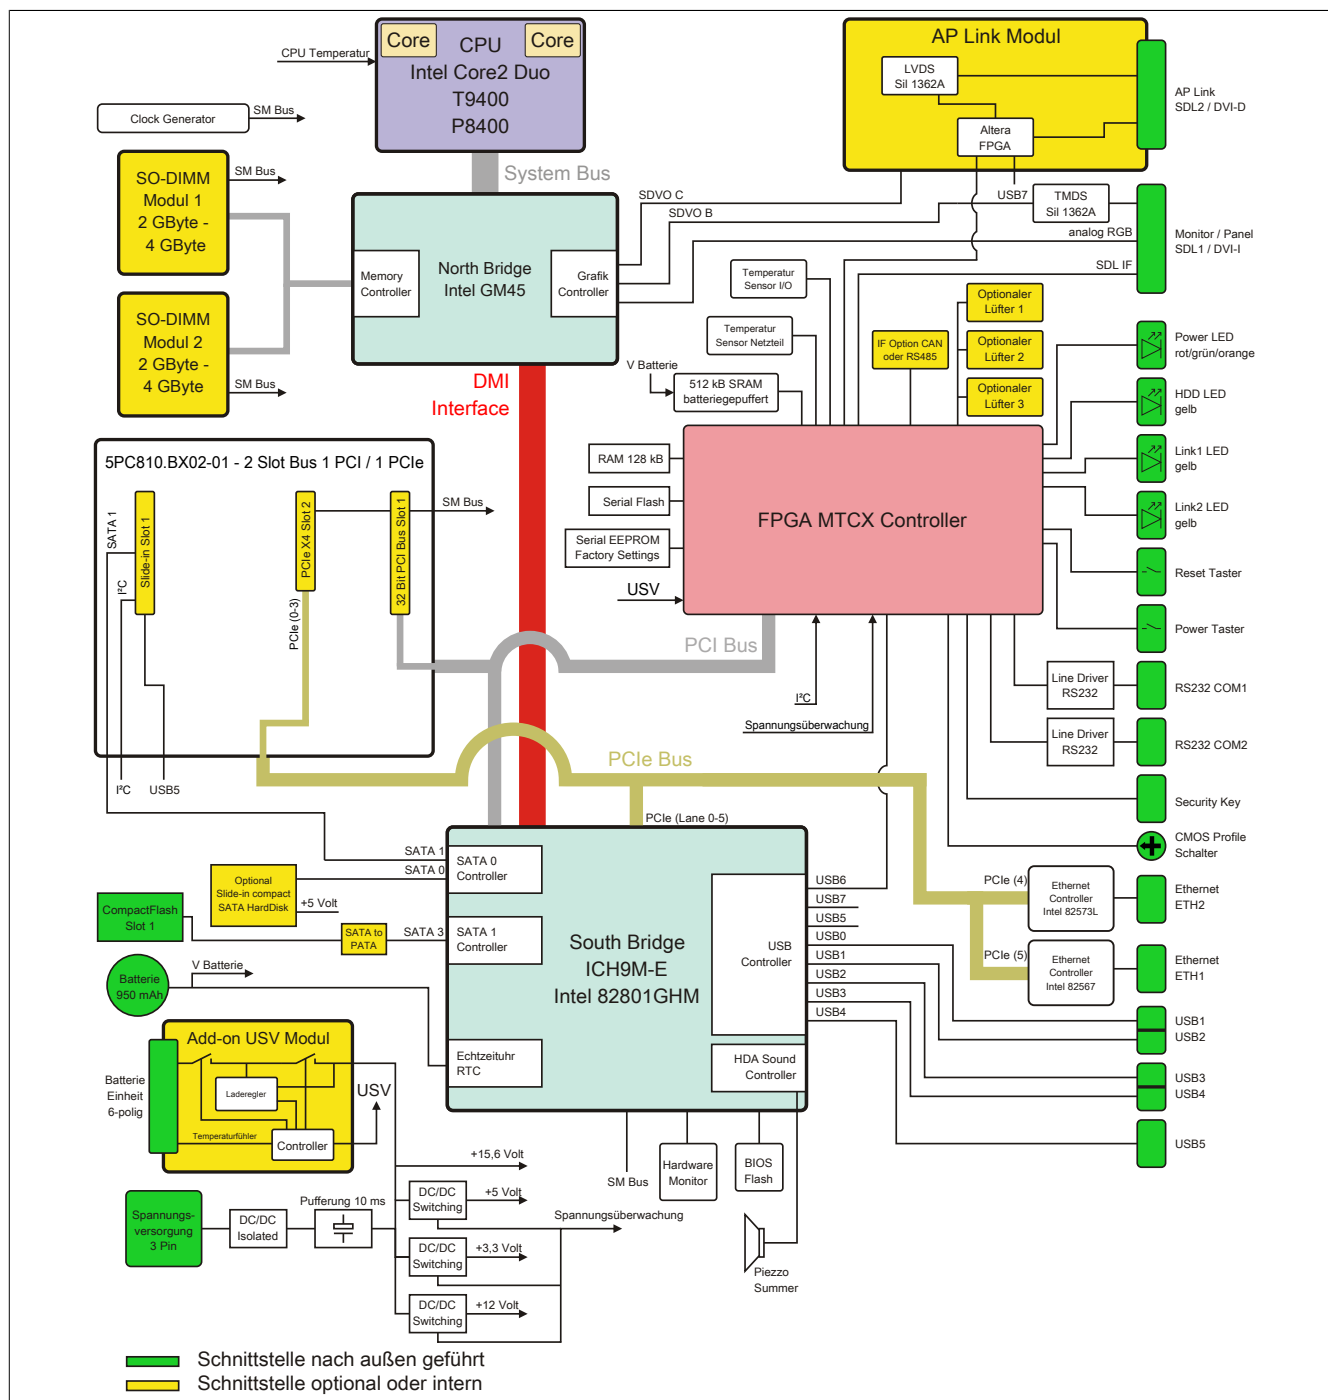 Core
CPU
Core
Intel Core2 Duo
T9400
P8400
CPU Temperatur
Clock Generator
SM Bus
SO-DIMM
Modul 1
2 GByte -
4 GByte
SM Bus
SO-DIMM
Modul 2
2 GByte -
4 GByte
SM Bus
System Bus
Memory
Controller
North Bridge
Intel GM45
Grafik
Controller
SDVO C
SDVO B
analog RGB
SDL IF
AP Link Modul
LVDS
Sil 1362A
Altera
FPGA
AP Link
SDL2 / DVI-D
USB7
TMDS
Sil 1362A
Monitor / Panel
SDL1 / DVI-I
DMI
Interface
Temperatur
Sensor I/O
Temperatur
Sensor Netzteil
V Batterie
512 kB SRAM
batteriegepuffert
IF Option CAN
oder RS485
Optionaler
Lüfter 1
Optionaler
Lüfter 2
Optionaler
Lüfter 3
Power LED
rot/grün/orange
HDD LED
gelb
Link1 LED
gelb
Link2 LED
gelb
Reset Taster
Power Taster
RAM 128 kB
Serial Flash
Serial EEPROM
Factory Settings
USV
FPGA MTCX Controller
5PC810.BX02-01 - 2 Slot Bus 1 PCI / 1 PCIe
SATA 1
Slide-in Slot 1
I²C
PCIe X4 Slot 2
PCIe (0-3)
32 Bit PCI Bus Slot 1
SM Bus
I²C
USB5
PCI Bus
I²C
Spannungsüberwachung
Line Driver
RS232
RS232 COM1
Line Driver
RS232
RS232 COM2
Security Key
CMOS Profile
Schalter
PCIe Bus
PCIe (Lane 0-5)
PCIe (4)
Ethernet
Controller
Intel 82573L
Ethernet
ETH2
PCIe (5)
Ethernet
Controller
Intel 82567
Ethernet
ETH1
SATA 1
SATA 0
SATA 0
Controller
Optional
Slide-in compact
SATA HardDisk
+5 Volt
CompactFlash
Slot 1
SATA to
PATA
SATA 3
SATA 1
Controller
Batterie
950 mAh
V Batterie
South Bridge
ICH9M-E
Intel 82801GHM
USB
Controller
USB6
USB7
USB5
USB0
USB1
USB2
USB3
USB4
Echtzeituhr
RTC
HDA Sound
Controller
USB1
USB2
USB3
USB4
USB5
Add-on USV Modul
Batterie
Einheit
6-polig
Laderegler
Temperaturfühler
Controller
USV
SM Bus
Hardware
Monitor
BIOS
Flash
Piezzo
Summer
Spannungs-
versorgung
3 Pin
DC/DC
Isolated
Pufferung 10 ms
+15,6 Volt
DC/DC
Switching
+5 Volt
Spannungsüberwachung
DC/DC
Switching
+3,3 Volt
DC/DC
Switching
+12 Volt
Schnittstelle nach außen geführt
Schnittstelle optional oder intern